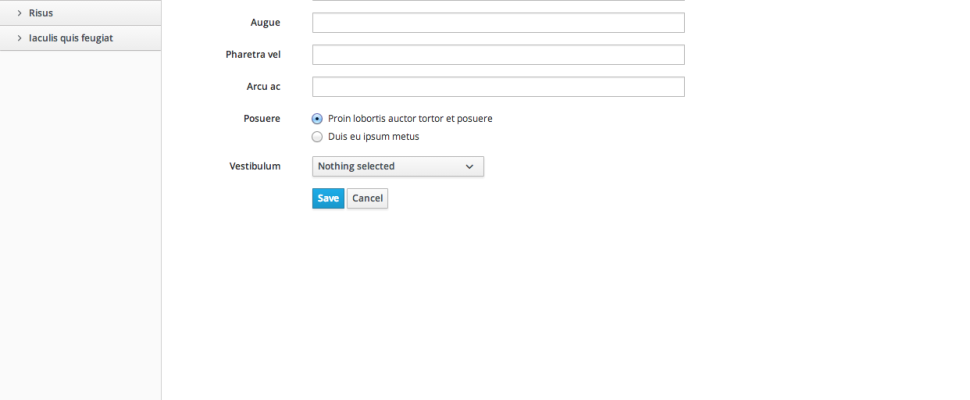 Risus
Iaculis quis feugiat
Augue
Pharetra vel
Arcu ac
Posuere
Proin lobortis auctor tortor et posuere
Duis eu ipsum metus
Vestibulum
Nothing selected
Save Cancel